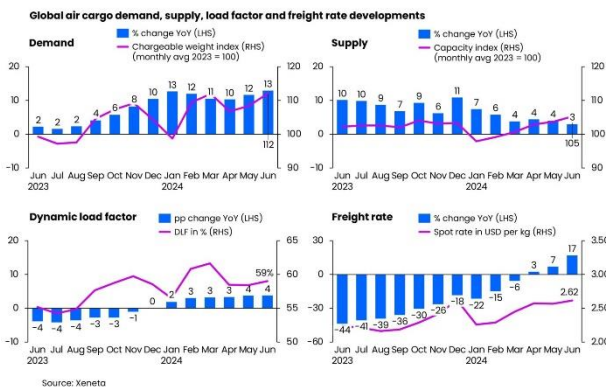 Global air cargo demand, supply, load factor and freight rate developments
Demand
% change YoY (LHS)
Chargeable weight index (RHS)
(monthly avg 2023 = 100)
20 120
10 110
0 100
-10 90
2 2 2 4 6 8 10 13 12 11 10 12 13
112
Jun Jul Aug Sep Oct Nov Dec Jan Feb Mar Apr May Jun
2023 2024
Supply
% change YoY (LHS)
Capacity index (RHS)
(monthly avg 2023 = 100)
20 120
10 110
0 100
-10 90
10 10 9 7 9 6 11 7 6 4 4 4 3
105
Jun Jul Aug Sep Oct Nov Dec Jan Feb Mar Apr May Jun
2023 2024
Dynamic load factor
pp change YoY (LHS)
DLF in % (RHS)
20 65
10 60
0 55
-10 50
-4 -4 -4 -3 -3 -1 0 2 3 3 3 4 4
59%
Jun Jul Aug Sep Oct Nov Dec Jan Feb Mar Apr May Jun
2023 2024
Freight rate
% change YoY (LHS)
Spot rate in USD per kg (RHS)
30 3.50
0 3.00
-30 2.50
-60 2.00
-44 -41 -39 -36 -30 -26 -18 -22 -15 -6 3 7 17
2.62
Jun Jul Aug Sep Oct Nov Dec Jan Feb Mar Apr May Jun
2023 2024
Source: Xeneta